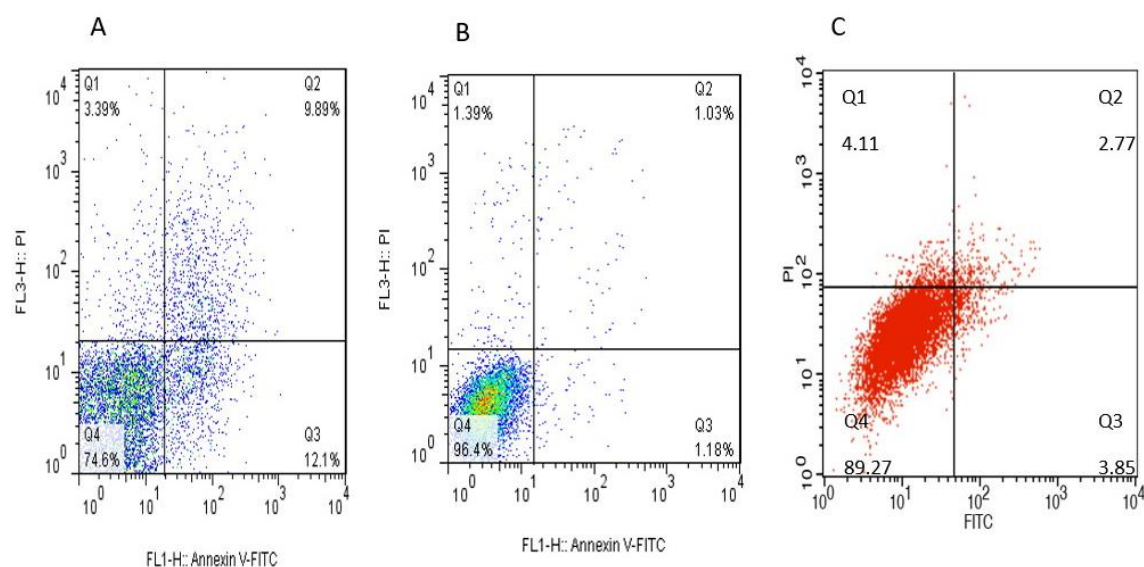 A
B
C
Q1
3.39%
Q2
9.89%
Q4
74.6%
Q3
12.1%
10^4
10^3
10^2
10^1
10^0
10^0 10^1 10^2 10^3 10^4
FL3-H:: PI
FL1-H:: Annexin V-FITC
Q1
1.39%
Q2
1.03%
Q4
96.4%
Q3
1.18%
10^4
10^3
10^2
10^1
10^0
10^0 10^1 10^2 10^3 10^4
FL3-H:: PI
FL1-H:: Annexin V-FITC
Q1
4.11
Q2
2.77
Q4
89.27
Q3
3.85
10^4
10^3
10^2
10^1
10^0
10^0 10^1 10^2 10^3 10^4
PI
FITC